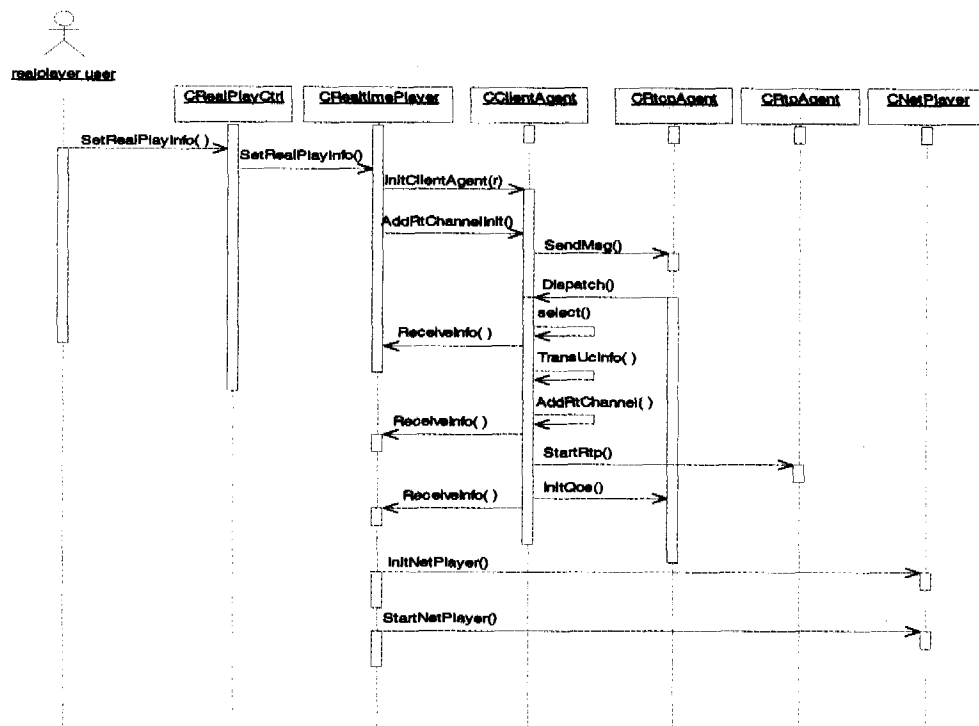 realplayer user
CRealPlayCtrl
CRealtimePlayer
CClientAgent
CRtcpAgent
CRtpAgent
CNetPlayer
SetRealPlayInfo( )
SetRealPlayInfo()
InitClientAgent(r)
AddRtChannelInit()
SendMsg()
Dispatch()
select()
ReceiveInfo( )
TransUcInfo( )
AddRtChannel( )
ReceiveInfo( )
StartRtp()
InitQos()
ReceiveInfo( )
InitNetPlayer()
StartNetPlayer()